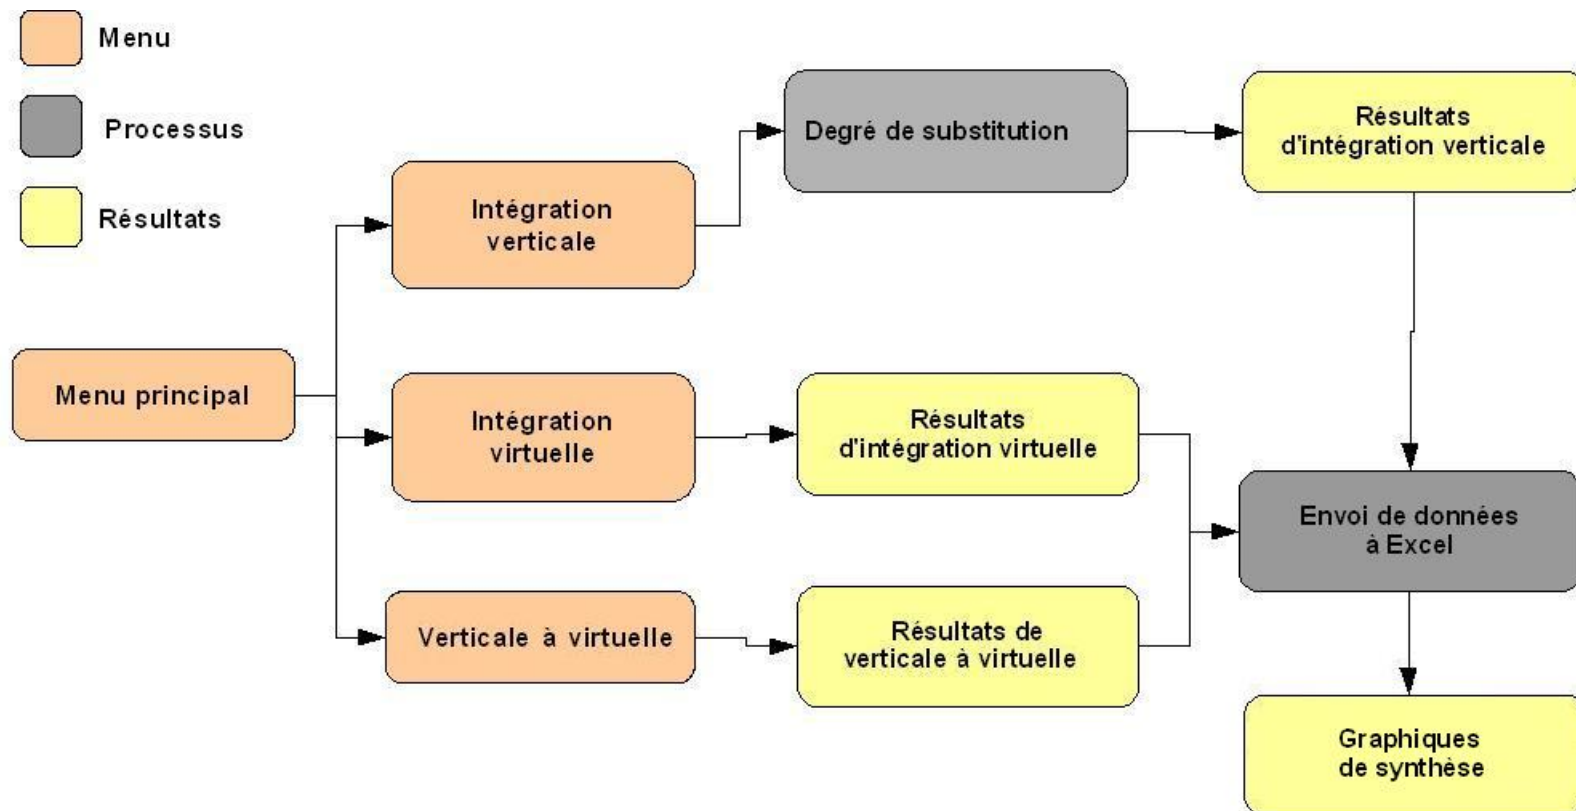 Menu
Processus
Résultats
Menu principal
Intégration
verticale
Intégration
virtuelle
Verticale à virtuelle
Degré de substitution
Résultats
d'intégration virtuelle
Résultats de
verticale à virtuelle
Résultats
d'intégration verticale
Envoi de données
à Excel
Graphiques
de synthèse